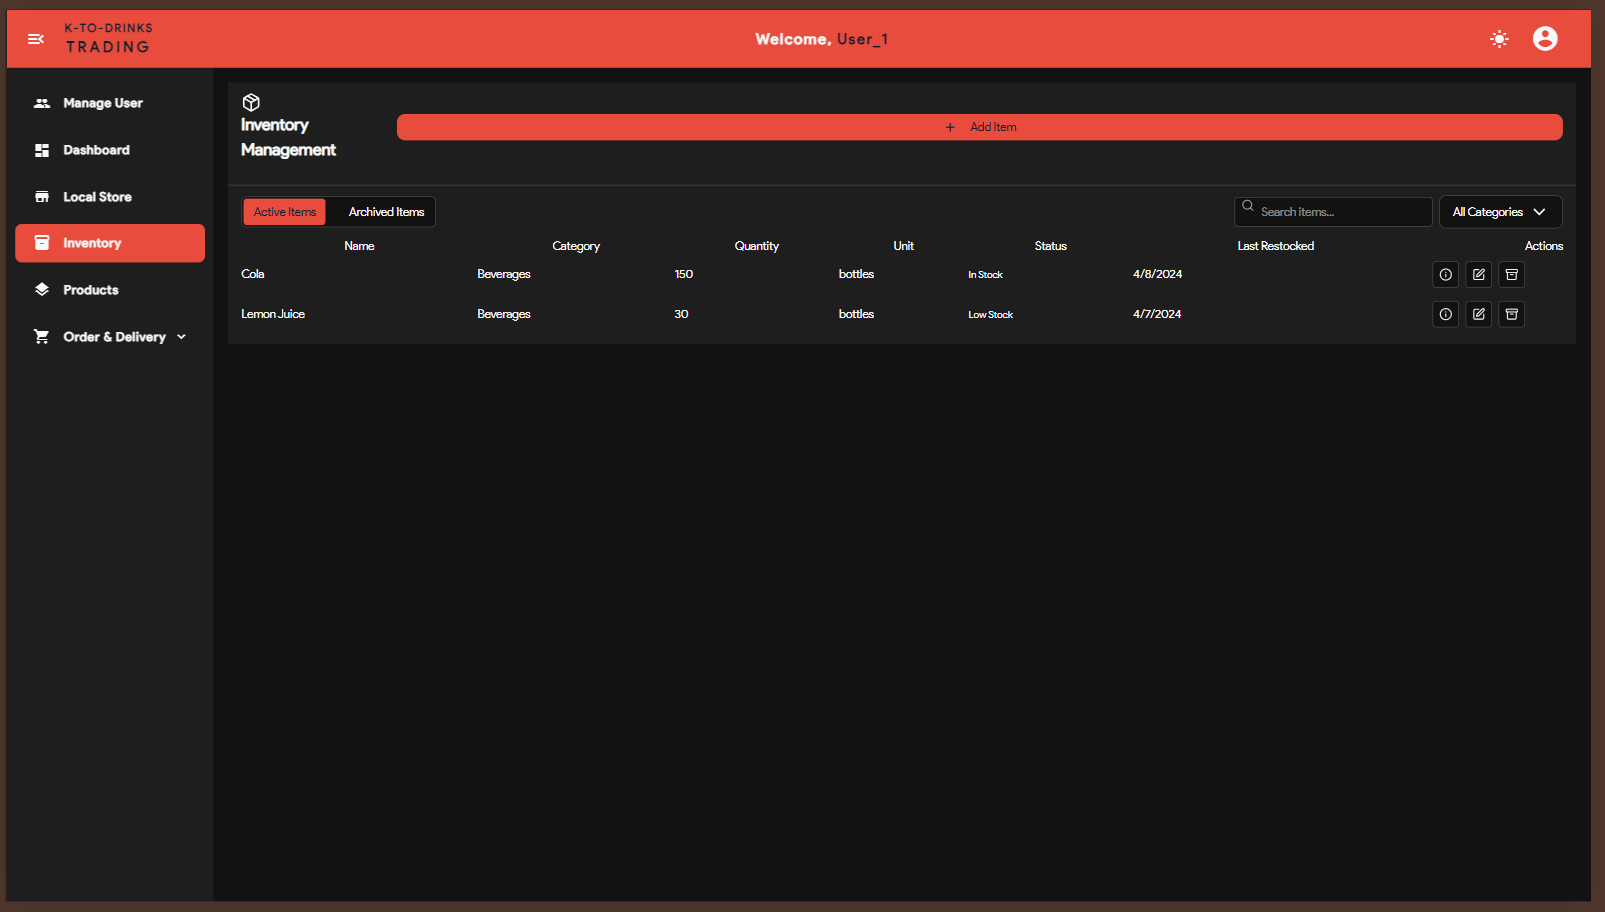 K-TO-DRINKS
TRADING
Welcome, User_1
Manage User
Dashboard
Local Store
Inventory
Products
Order & Delivery
Inventory
Management
+ Add Item
Active Items Archived Items
Search items...
All Categories
Name Category Quantity Unit Status Last Restocked Actions
Cola Beverages 150 bottles In Stock 4/8/2024
Lemon Juice Beverages 30 bottles Low Stock 4/7/2024